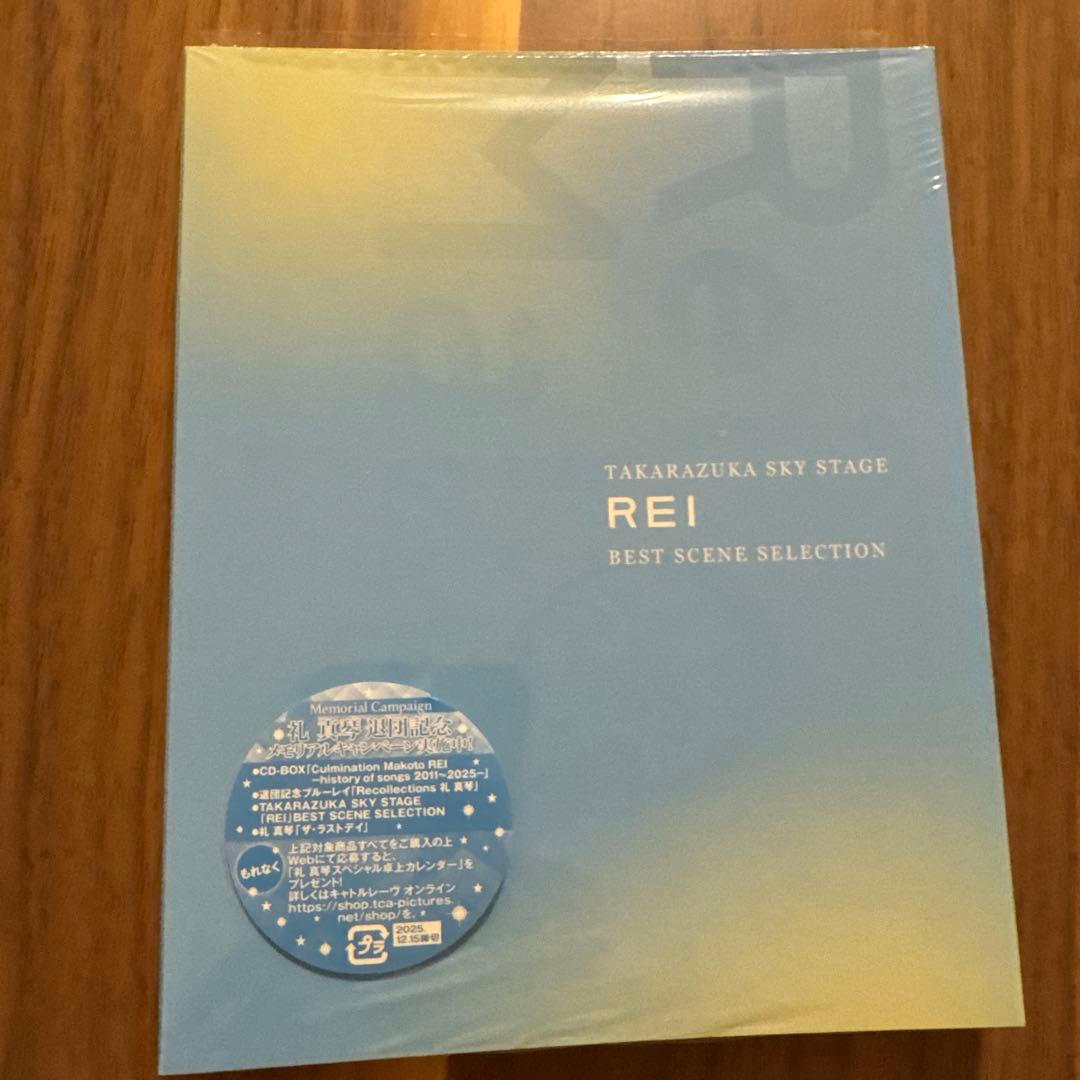 TAKARAZUKA SKY STAGE
REI
BEST SCENE SELECTION
Memorial Campaign
礼 真琴 退団記念
メモリアルキャンペーン実施中!
●CD-BOX「Culmination Makoto REI
–history of songs 2011~2025–」
●退団記念ブルーレイ「Recollections 礼 真琴」
●TAKARAZUKA SKY STAGE
「REI」BEST SCENE SELECTION
●礼 真琴「ザ・ラストデイ」
もれなく
上記対象商品すべてをご購入の上
Webにて応募すると、
「礼 真琴スペシャル卓上カレンダー」を
プレゼント!
詳しくはキャトルレーヴ オンライン
https://shop.tca-pictures.
net/shop/を。
プラ
2025.
12.15締切